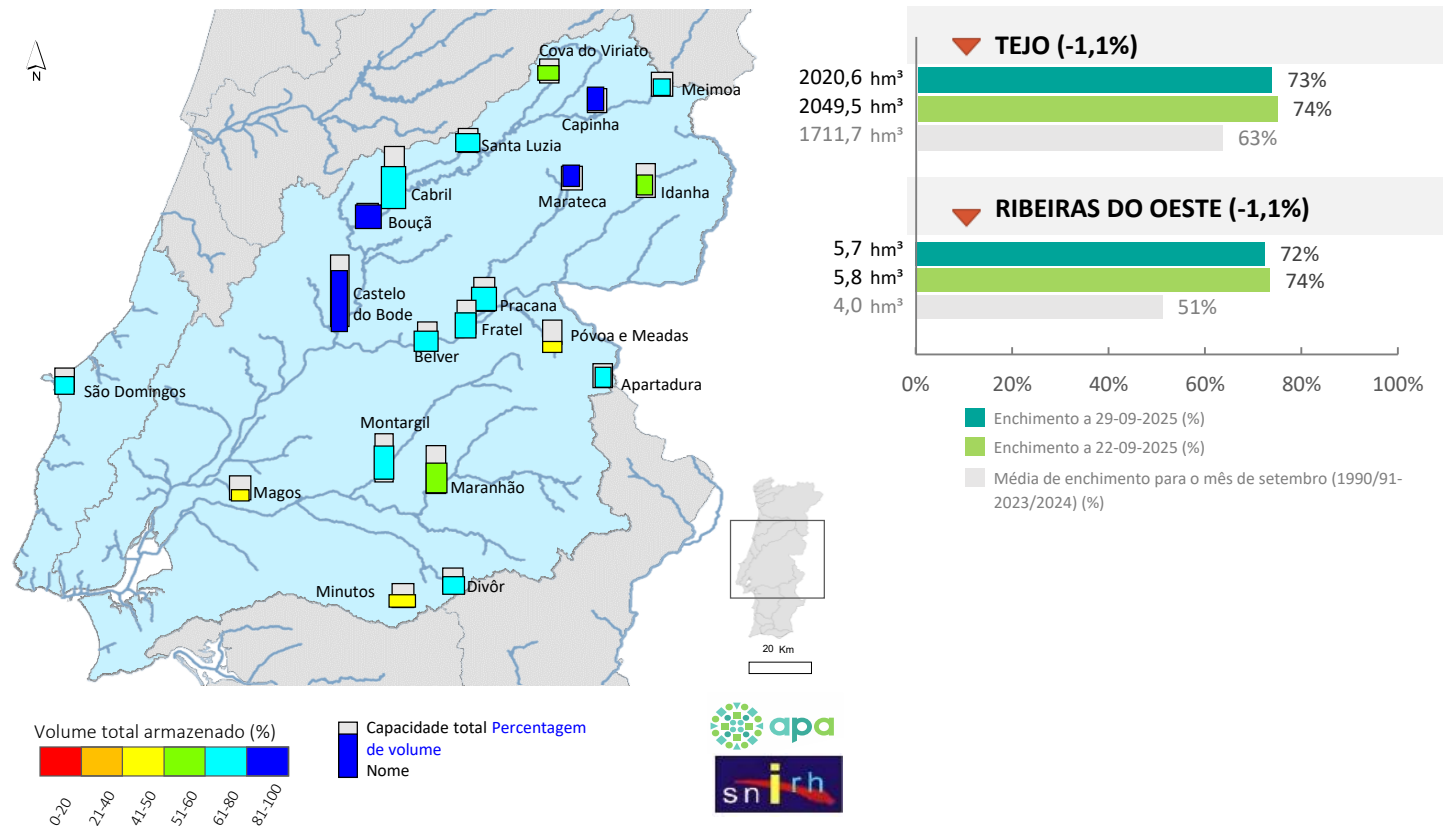 N
Cova do Viriato
Meimoa
Capinha
Santa Luzia
Cabril
Marateca
Idanha
Bouçã
Castelo
do Bode
Pracana
Fratel
Póvoa e Meadas
Belver
São Domingos
Apartadura
Montargil
Maranhão
Magos
Minutos
Divôr
20 Km
Volume total armazenado (%)
0-20
21-40
41-50
51-60
61-80
81-100
Capacidade total Percentagem
de volume
Nome
apa
snirh
TEJO (-1,1%)
2020,6 hm³
73%
2049,5 hm³
74%
1711,7 hm³
63%
RIBEIRAS DO OESTE (-1,1%)
5,7 hm³
72%
5,8 hm³
74%
4,0 hm³
51%
0%
20%
40%
60%
80%
100%
Enchimento a 29-09-2025 (%)
Enchimento a 22-09-2025 (%)
Média de enchimento para o mês de setembro (1990/91-
2023/2024) (%)